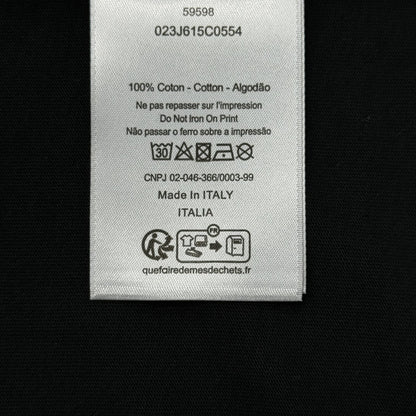 59598
023J615C0554
100% Coton - Cotton - Algodão
Ne pas repasser sur l'impression
Do Not Iron On Print
Não passar o ferro sobre a impressão
30
CNPJ 02-046-366/0003-99
Made In ITALY
ITALIA
FR
quefairedemesdechets.fr